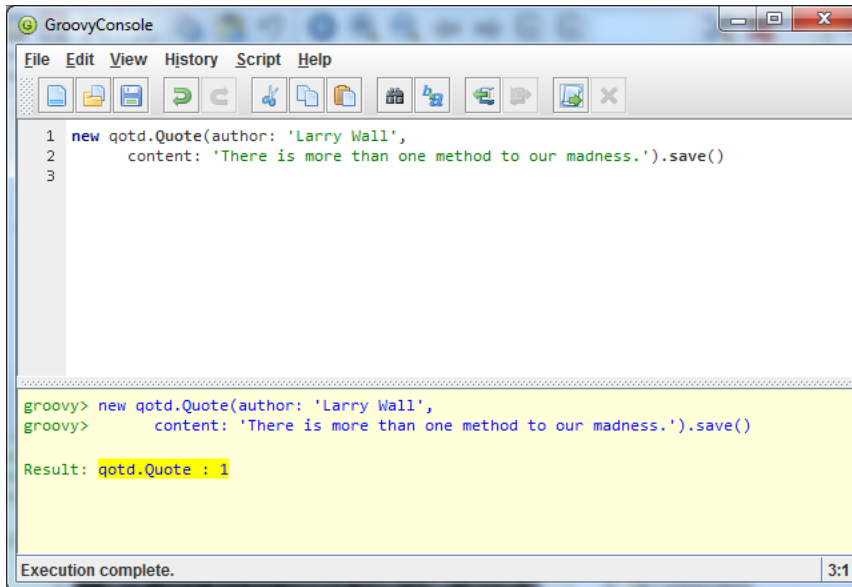 GroovyConsole
File Edit View History Script Help
1 new qotd.Quote(author: 'Larry Wall',
2 content: 'There is more than one method to our madness.').save()
3
groovy> new qotd.Quote(author: 'Larry Wall',
groovy> content: 'There is more than one method to our madness.').save()
Result: qotd.Quote : 1
Execution complete. 3:1